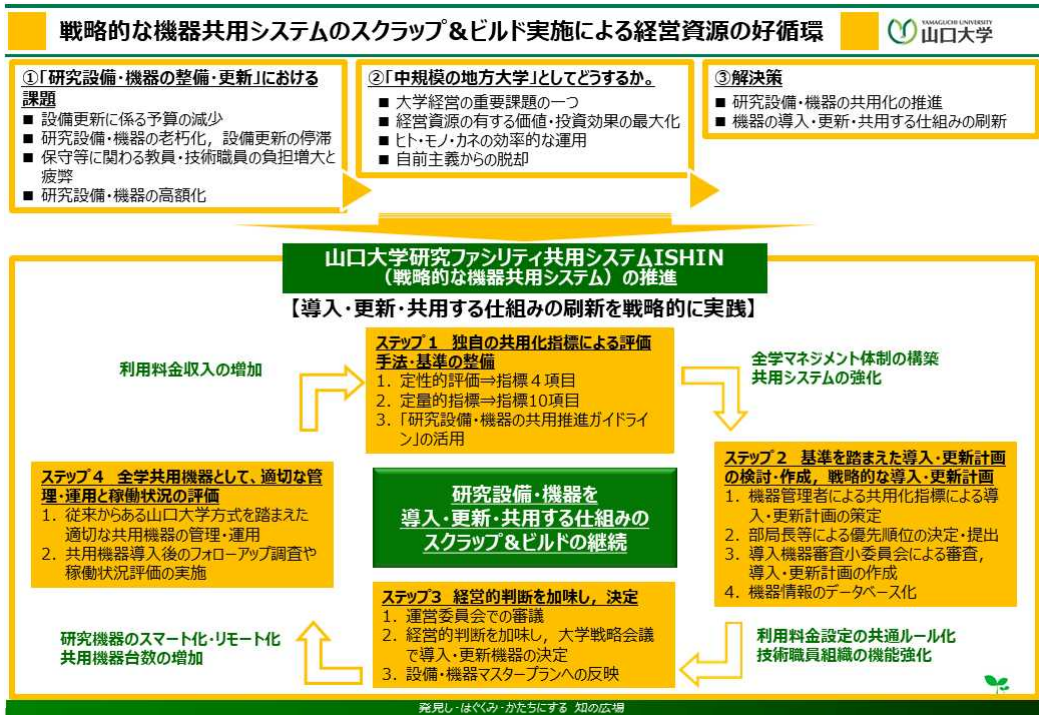 戦略的な機器共用システムのスクラップ&ビルド実施による経営資源の好循環
YAMAGUCHI UNIVERSITY
山口大学
①「研究設備・機器の整備・更新」における
課題
■ 設備更新に係る予算の減少
■ 研究設備・機器の老朽化，設備更新の停滞
■ 保守等に関わる教員・技術職員の負担増大と
疲弊
■ 研究設備・機器の高額化
②「中規模の地方大学」としてどうするか。
■ 大学経営の重要課題の一つ
■ 経営資源の有する価値・投資効果の最大化
■ ヒト・モノ・カネの効率的な運用
■ 自前主義からの脱却
③解決策
■ 研究設備・機器の共用化の推進
■ 機器の導入・更新・共用する仕組みの刷新
山口大学研究ファシリティ共用システムISHIN
（戦略的な機器共用システム）の推進
【導入・更新・共用する仕組みの刷新を戦略的に実践】
利用料金収入の増加
ステップ１ 独自の共用化指標による評価
手法・基準の整備
1. 定性的評価⇒指標４項目
2. 定量的指標⇒指標10項目
3. 「研究設備・機器の共用推進ガイドライ
ン」の活用
全学マネジメント体制の構築
共用システムの強化
ステップ２ 基準を踏まえた導入・更新計画
の検討・作成，戦略的な導入・更新計画
1. 機器管理者による共用化指標による導
入・更新計画の策定
2. 部局長等による優先順位の決定・提出
3. 導入機器審査小委員会による審査，
導入・更新計画の作成
4. 機器情報のデータベース化
ステップ４ 全学共用機器として、適切な管
理・運用と稼働状況の評価
1. 従来からある山口大学方式を踏まえた
適切な共用機器の管理・運用
2. 共用機器導入後のフォローアップ調査や
稼働状況評価の実施
研究設備・機器を
導入・更新・共用する仕組みの
スクラップ&ビルドの継続
ステップ3 経営的判断を加味し，決定
1. 運営委員会での審議
2. 経営的判断を加味し，大学戦略会議
で導入・更新機器の決定
3. 設備・機器マスタープランへの反映
研究機器のスマート化・リモート化
共用機器台数の増加
利用料金設定の共通ルール化
技術職員組織の機能強化
発見し・はぐくみ・かたちにする 知の広場